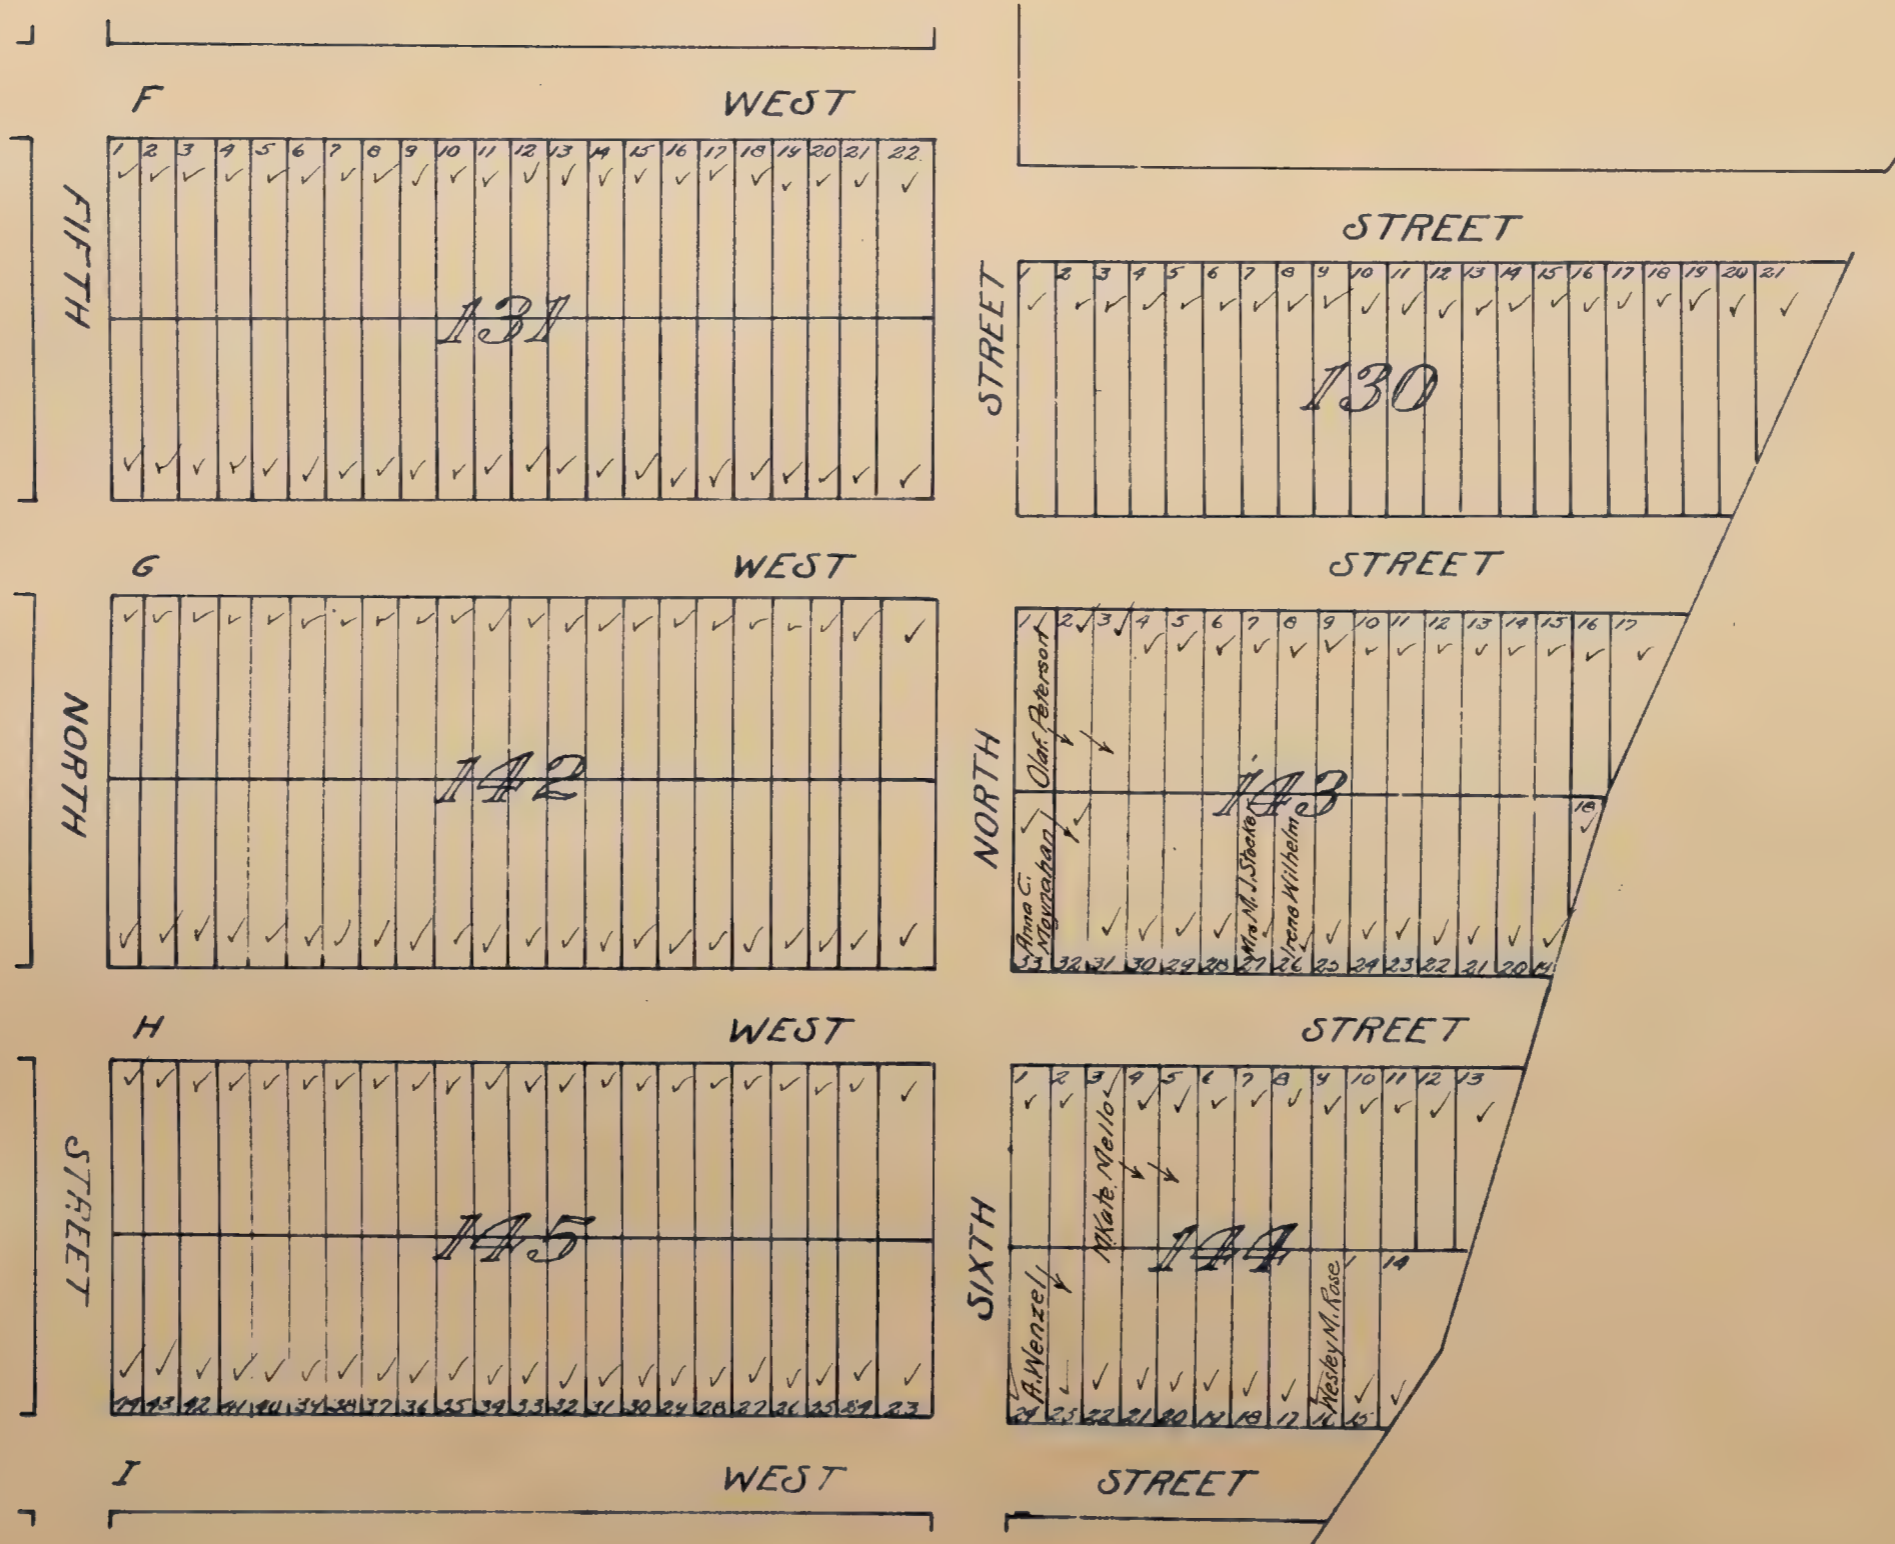 F WEST STREET
1 2 3 4 5 6 7 8 9 10 11 12 13 14 15 16 17 18 19 20 21 22
131
1 2 3 4 5 6 7 8 9 10 11 12 13 14 15 16 17 18 19 20 21
130
FIFTH
STREET
G WEST STREET
142
1 2 3 4 5 6 7 8 9 10 11 12 13 14 15 16 17
Olaf. Peterson
143
18
Anna C.
Moynahan
Mrs. M. J. Stocker
Irene Wilhelm
33 32 31 30 29 28 27 26 25 24 23 22 21 20 19
NORTH
NORTH
H WEST STREET
145
44 43 42 41 40 39 38 37 36 35 34 33 32 31 30 29 28 27 26 25 24 23
1 2 3 4 5 6 7 8 9 10 11 12 13
M. Kate. Mello
144
14
A. Wenzel
Wesley M. Rose
24 23 22 21 20 19 18 17 16 15
STREET
SIXTH
I WEST STREET